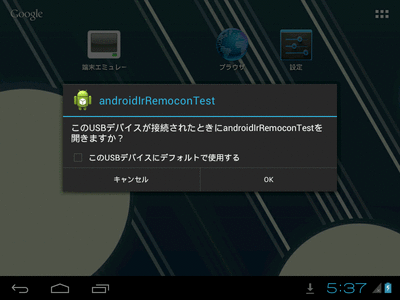 Google
端末エミュレー
ブラウザ
設定
androidIrRemoconTest
このUSBデバイスが接続されたときにandroidIrRemoconTestを
開きますか？
このUSBデバイスにデフォルトで使用する
キャンセル
OK
5:37